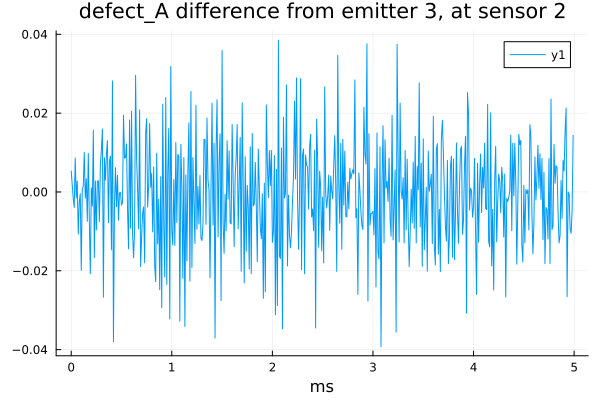 defect_A difference from emitter 3, at sensor 2
y1
0.04
0.02
0.00
−0.02
−0.04
0 1 2 3 4 5
ms